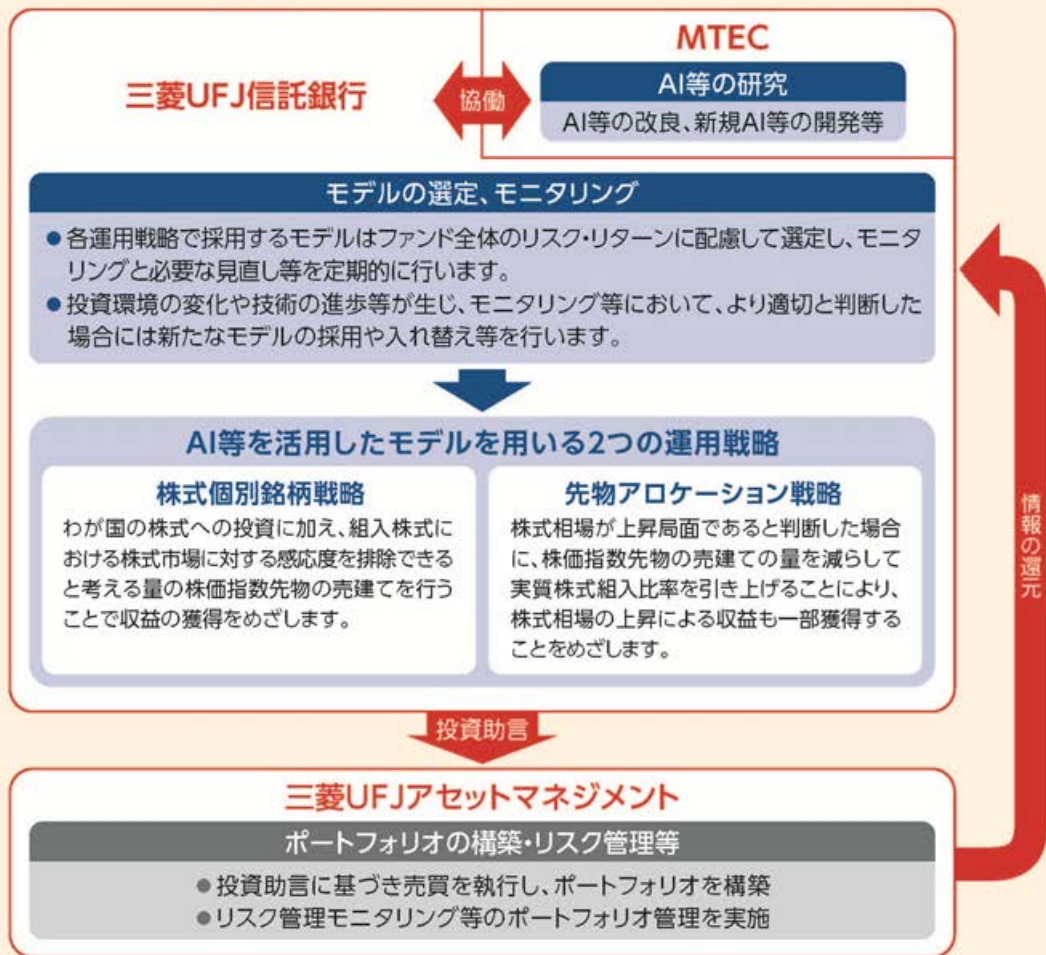 三菱UFJ信託銀行
協働
MTEC
AI等の研究
AI等の改良、新規AI等の開発等
モデルの選定、モニタリング
●各運用戦略で採用するモデルはファンド全体のリスク・リターンに配慮して選定し、モニタ
リングと必要な見直し等を定期的に行います。
●投資環境の変化や技術の進歩等が生じ、モニタリング等において、より適切と判断した
場合には新たなモデルの採用や入れ替え等を行います。
AI等を活用したモデルを用いる2つの運用戦略
株式個別銘柄戦略
わが国の株式への投資に加え、組入株式に
おける株式市場に対する感応度を排除できる
と考える量の株価指数先物の売建てを行う
ことで収益の獲得をめざします。
先物アロケーション戦略
株式相場が上昇局面であると判断した場合
に、株価指数先物の売建ての量を減らして
実質株式組入比率を引き上げることにより、
株式相場の上昇による収益も一部獲得する
ことをめざします。
投資助言
情報の還元
三菱UFJアセットマネジメント
ポートフォリオの構築・リスク管理等
●投資助言に基づき売買を執行し、ポートフォリオを構築
●リスク管理モニタリング等のポートフォリオ管理を実施